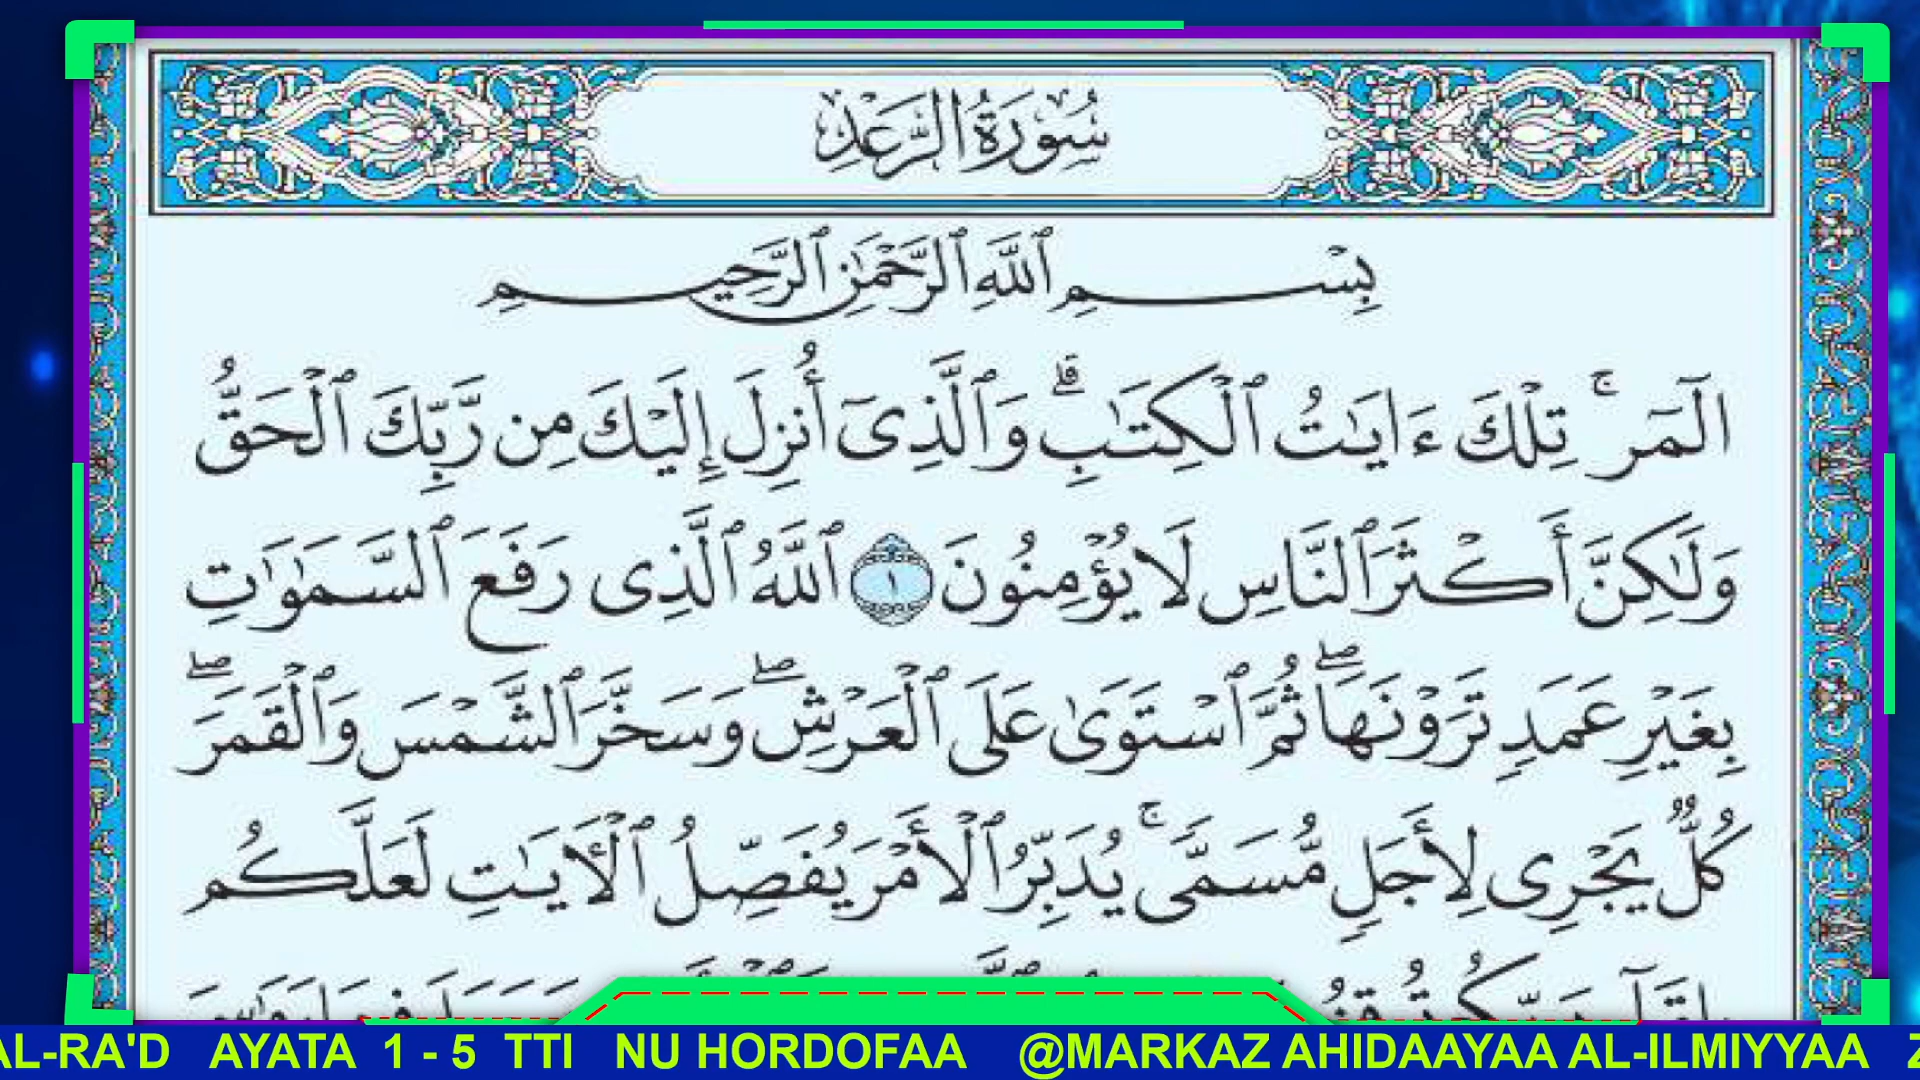 سُورَةُ الرَّعْدِ
بِسْمِ ٱللَّهِ ٱلرَّحْمَٰنِ ٱلرَّحِيمِ
الٓمٓر ۚ تِلْكَ ءَايَٰتُ ٱلْكِتَٰبِ ۗ وَٱلَّذِىٓ أُنزِلَ إِلَيْكَ مِن رَّبِّكَ ٱلْحَقُّ
وَلَٰكِنَّ أَكْثَرَ ٱلنَّاسِ لَا يُؤْمِنُونَ ١ ٱللَّهُ ٱلَّذِى رَفَعَ ٱلسَّمَٰوَٰتِ
بِغَيْرِ عَمَدٍ تَرَوْنَهَا ۖ ثُمَّ ٱسْتَوَىٰ عَلَى ٱلْعَرْشِ ۖ وَسَخَّرَ ٱلشَّمْسَ وَٱلْقَمَرَ ۖ
كُلٌّ يَجْرِى لِأَجَلٍ مُّسَمًّى ۚ يُدَبِّرُ ٱلْأَمْرَ يُفَصِّلُ ٱلْءَايَٰتِ لَعَلَّكُم
AL-RA'D AYATA 1 - 5 TTI NU HORDOFAA @MARKAZ AHIDAAYAA AL-ILMIYYAA